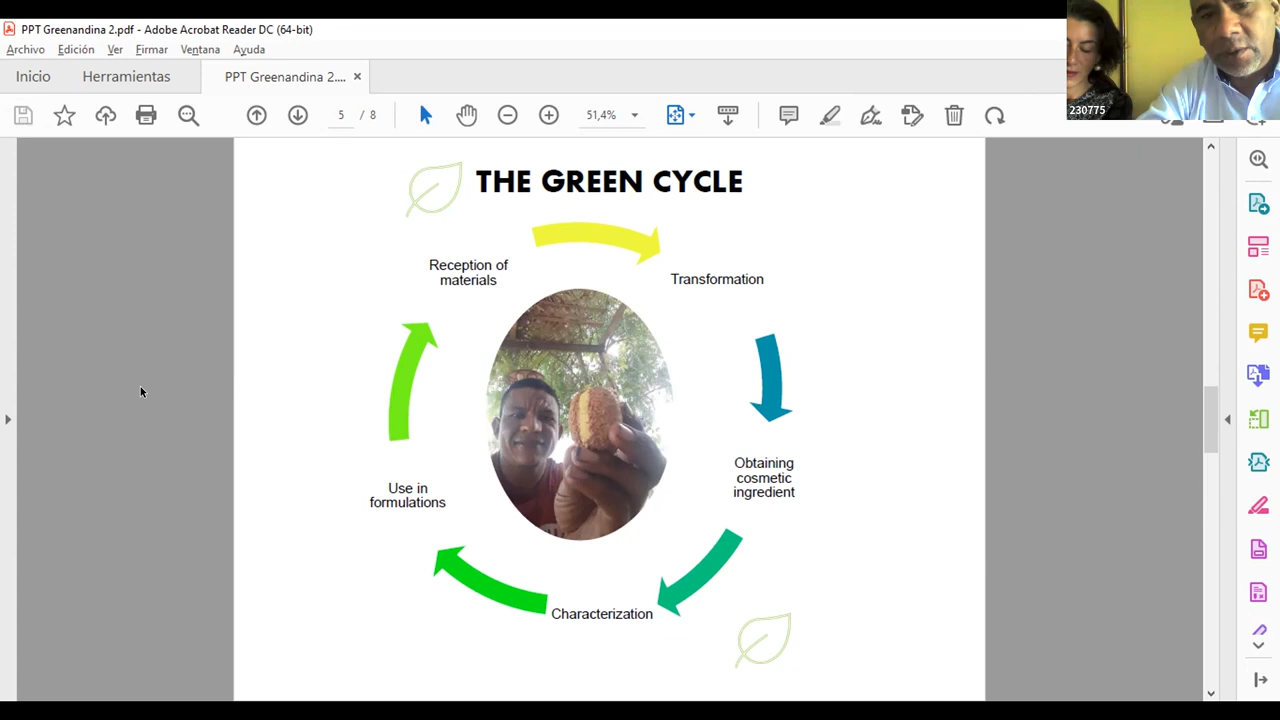 PPT Greenandina 2.pdf - Adobe Acrobat Reader DC (64-bit)
Archivo Edición Ver Firmar Ventana Ayuda
Inicio Herramientas PPT Greenandina 2.... ×
5 / 8 51,4%
230775
THE GREEN CYCLE
Reception of
materials
Transformation
Obtaining
cosmetic
ingredient
Use in
formulations
Characterization